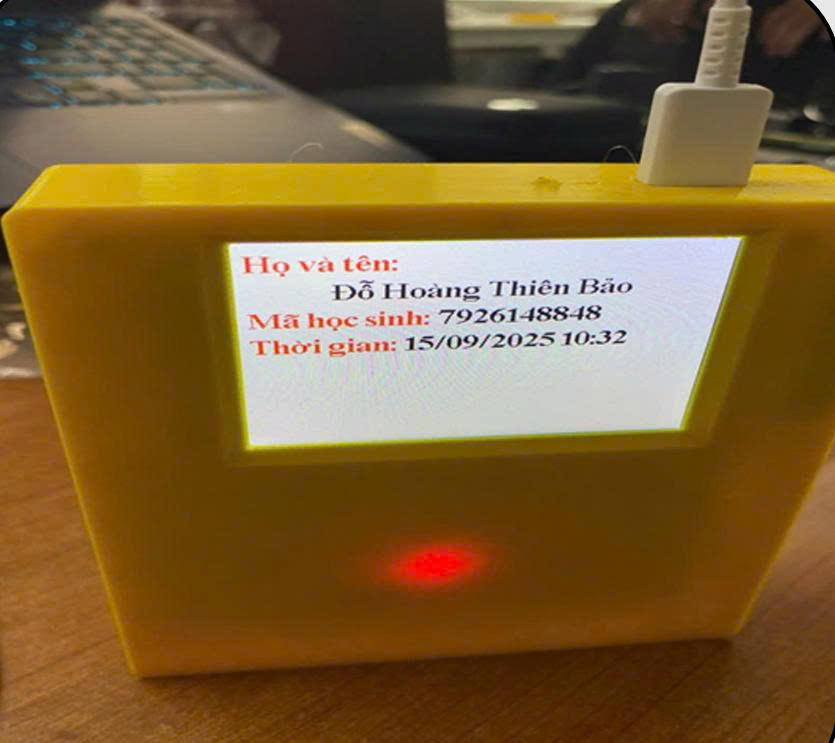 Họ và tên:
Đỗ Hoàng Thiên Bảo
Mã học sinh: 7926148848
Thời gian: 15/09/2025 10:32